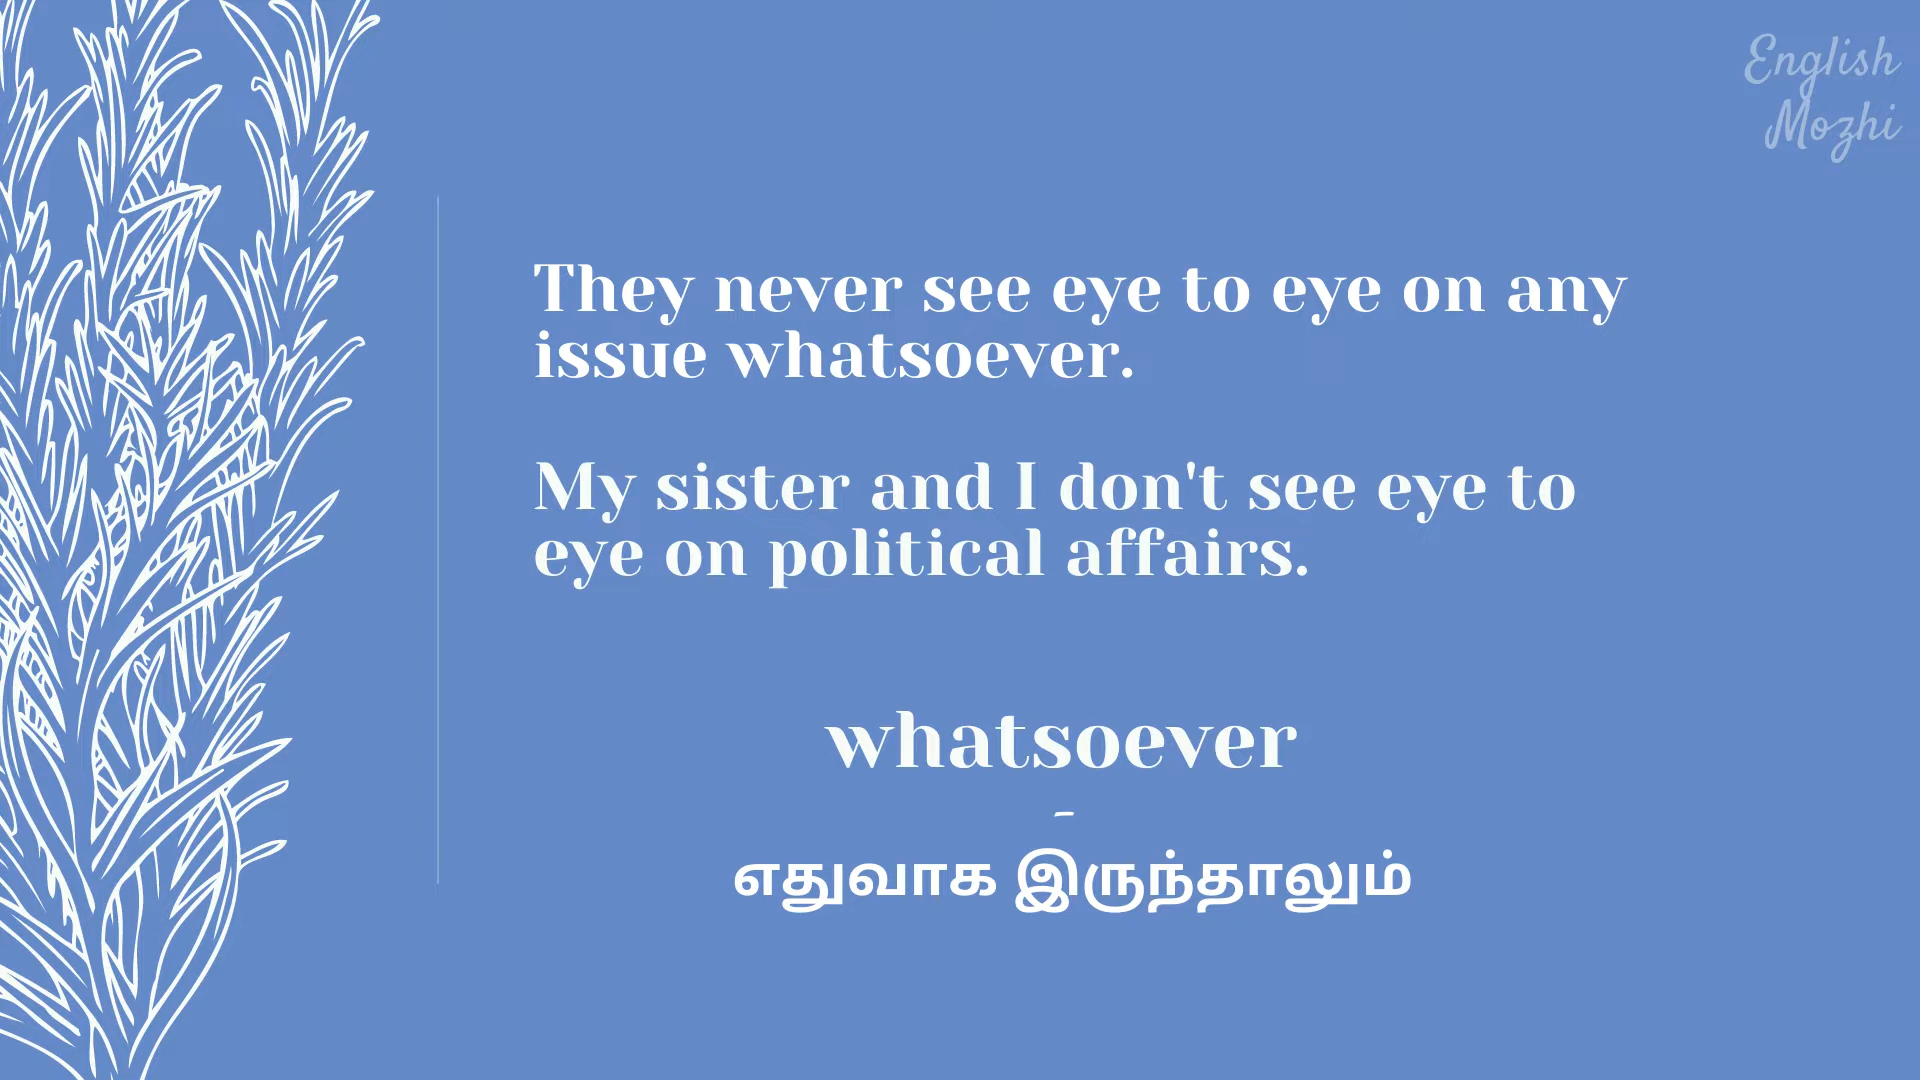 English
Mozhi
They never see eye to eye on any
issue whatsoever.
My sister and I don't see eye to
eye on political affairs.
whatsoever
-
எதுவாக இருந்தாலும்